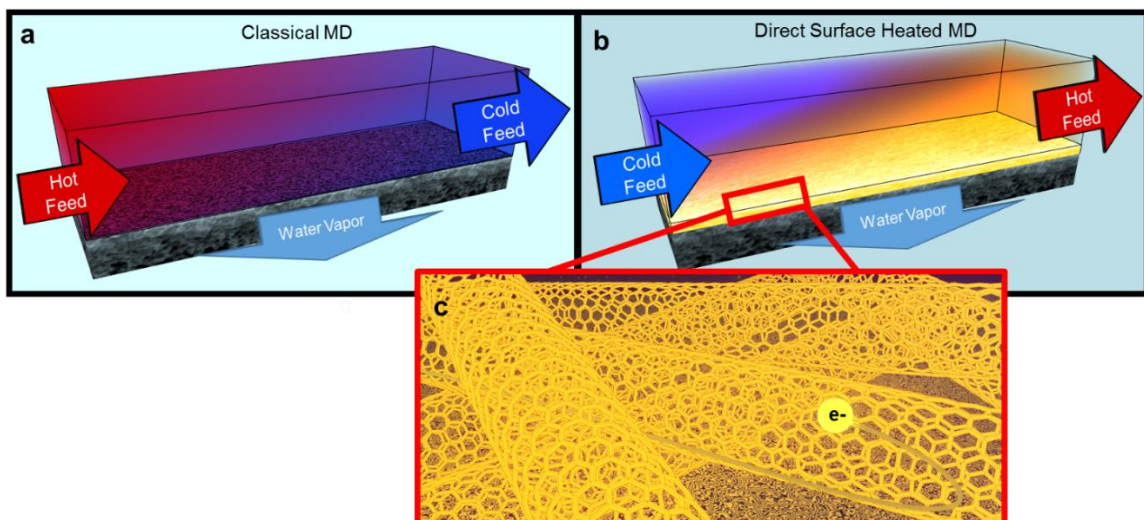 a
Classical MD
Hot
Feed
Cold
Feed
Water Vapor
b
Direct Surface Heated MD
Cold
Feed
Hot
Feed
Water Vapor
c
e-